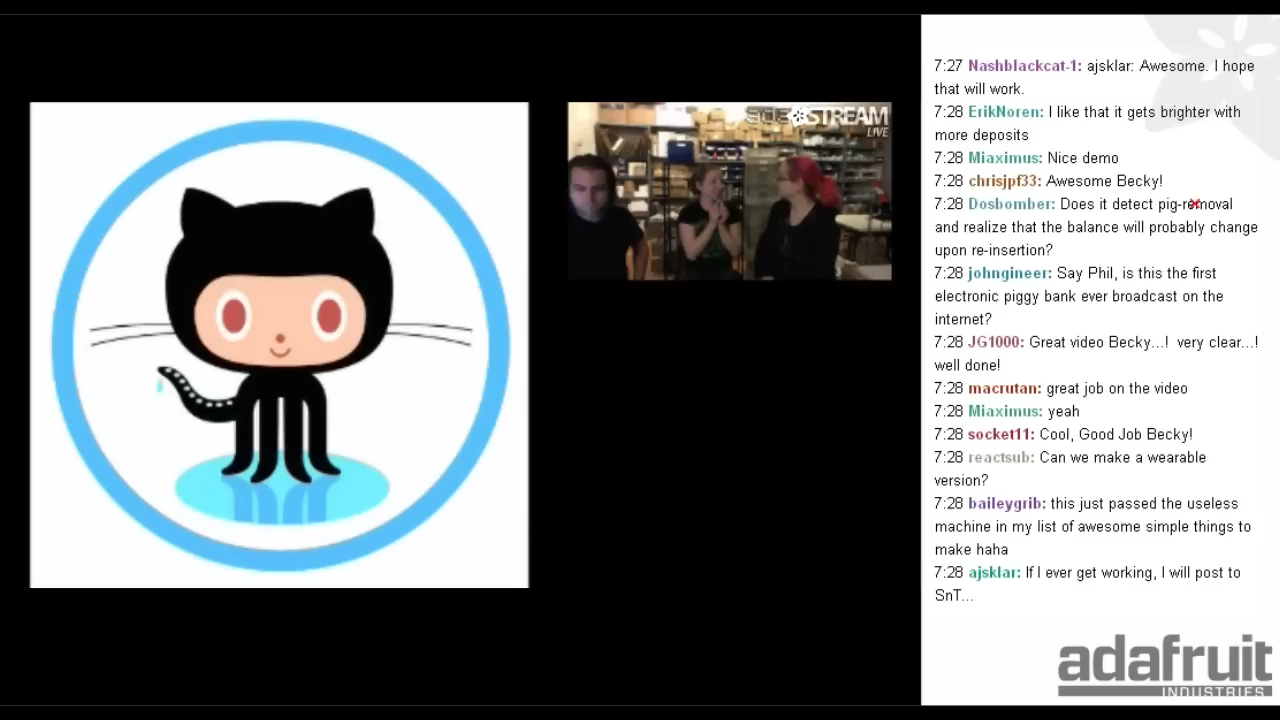 STREAM
LIVE
7:27 Nashblackcat-1: ajsklar: Awesome. I hope
that will work.
7:28 ErikNoren: I like that it gets brighter with
more deposits
7:28 Miaximus: Nice demo
7:28 chrisjpf33: Awesome Becky!
7:28 Dosbomber: Does it detect pig-removal
and realize that the balance will probably change
upon re-insertion?
7:28 johngineer: Say Phil, is this the first
electronic piggy bank ever broadcast on the
internet?
7:28 JG1000: Great video Becky...! very clear...!
well done!
7:28 macrutan: great job on the video
7:28 Miaximus: yeah
7:28 socket11: Cool, Good Job Becky!
7:28 reactsub: Can we make a wearable
version?
7:28 baileygrib: this just passed the useless
machine in my list of awesome simple things to
make haha
7:28 ajsklar: If I ever get working, I will post to
SnT...
adafruit
INDUSTRIES